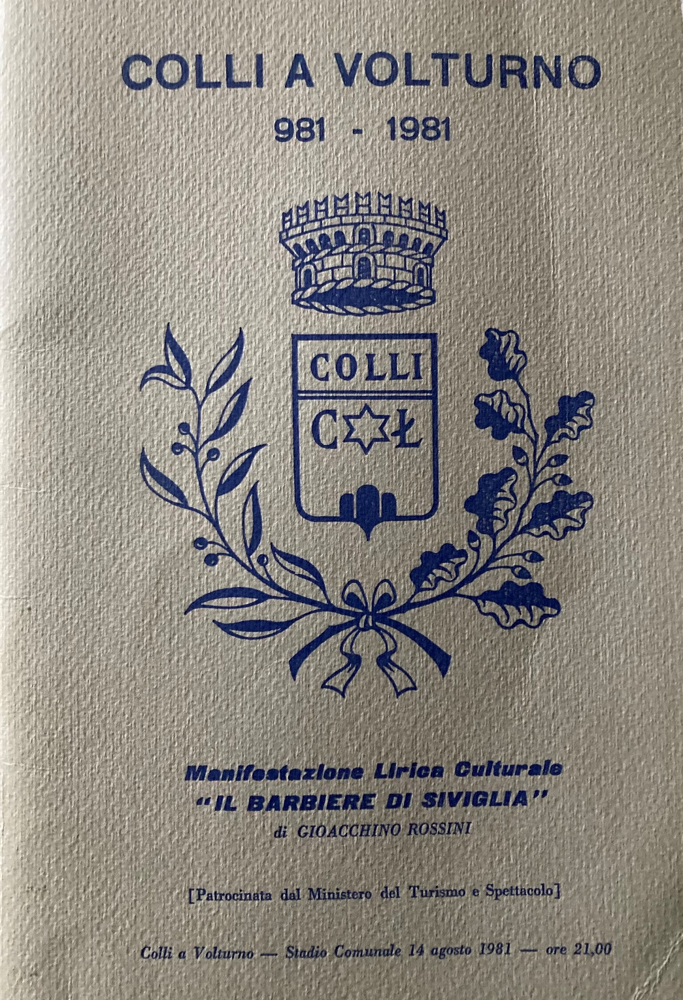 COLLI A VOLTURNO
981 - 1981
COLLI
C Ł
Manifestazione Lirica Culturale
“IL BARBIERE DI SIVIGLIA”
di GIOACCHINO ROSSINI
[Patrocinata dal Ministero del Turismo e Spettacolo]
Colli a Volturno — Stadio Comunale 14 agosto 1981 — ore 21,00